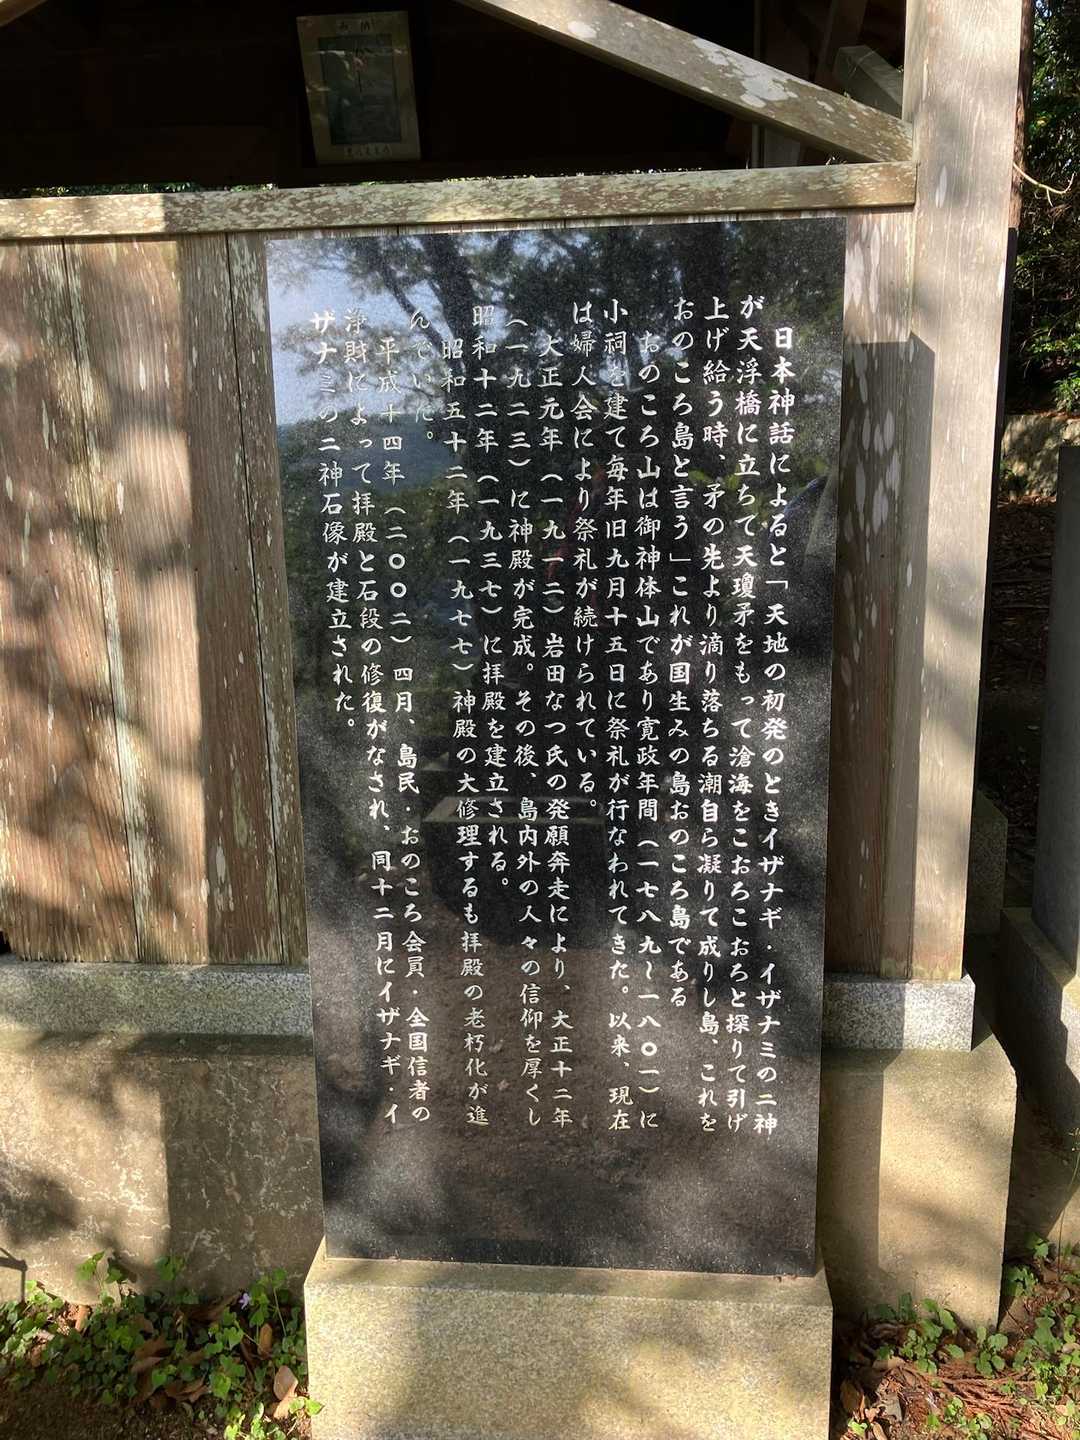 日本神話によると「天地の初発のときイザナギ・イザナミの二神
が天浮橋に立ちて天瓊矛をもって滄海をこおろこおろと探りて引げ
上げ給う時、矛の先より滴り落ちる潮自ら凝りて成りし島、これを
おのころ島と言う」これが国生みの島おのころ島である
おのころ山は御神体山であり寛政年間（一七八九〜一八〇一）に
小祠を建て毎年旧九月十五日に祭礼が行なわれてきた。以来、現在
は婦人会により祭礼が続けられている。
大正元年（一九一二）岩田なつ氏の発願奔走により、大正十二年
（一九二三）に神殿が完成。その後、島内外の人々の信仰を厚くし
昭和十二年（一九三七）に拝殿を建立される。
昭和五十二年（一九七七）神殿の大修理するも拝殿の老朽化が進
んでいた。
平成十四年（二〇〇二）四月、島民・おのころ会員・全国信者の
浄財によって拝殿と石段の修復がなされ、同十二月にイザナギ・イ
ザナミの二神石像が建立された。